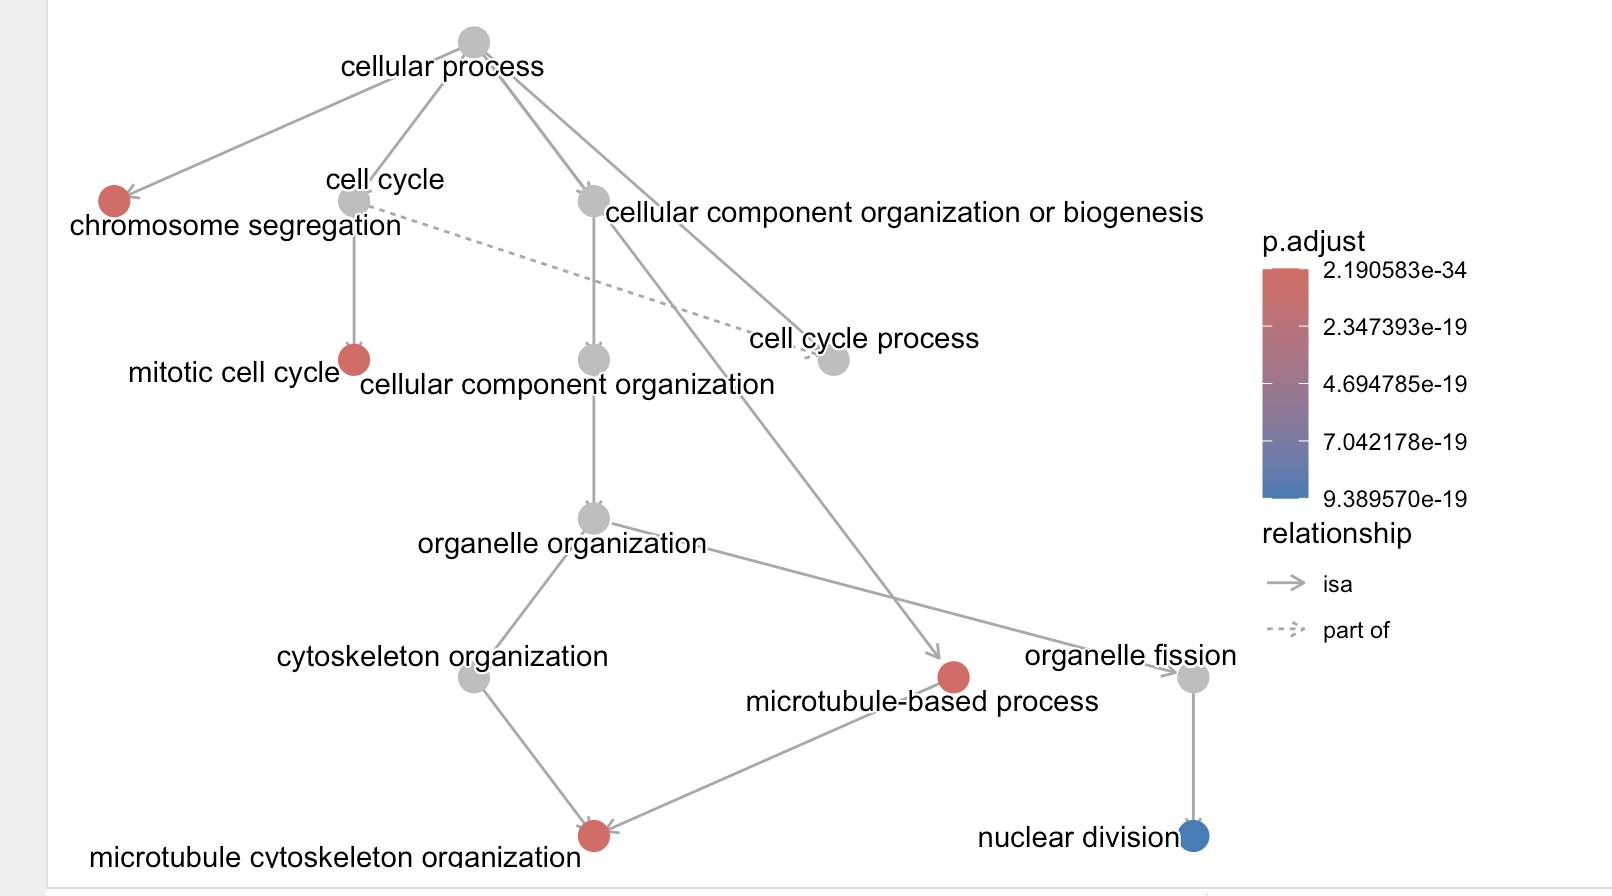 cellular process
cell cycle
cellular component organization or biogenesis
chromosome segregation
p.adjust
2.190583e-34
2.347393e-19
cell cycle process
mitotic cell cycle
cellular component organization
4.694785e-19
7.042178e-19
9.389570e-19
relationship
organelle organization
isa
part of
cytoskeleton organization
organelle fission
microtubule-based process
nuclear division
microtubule cytoskeleton organization